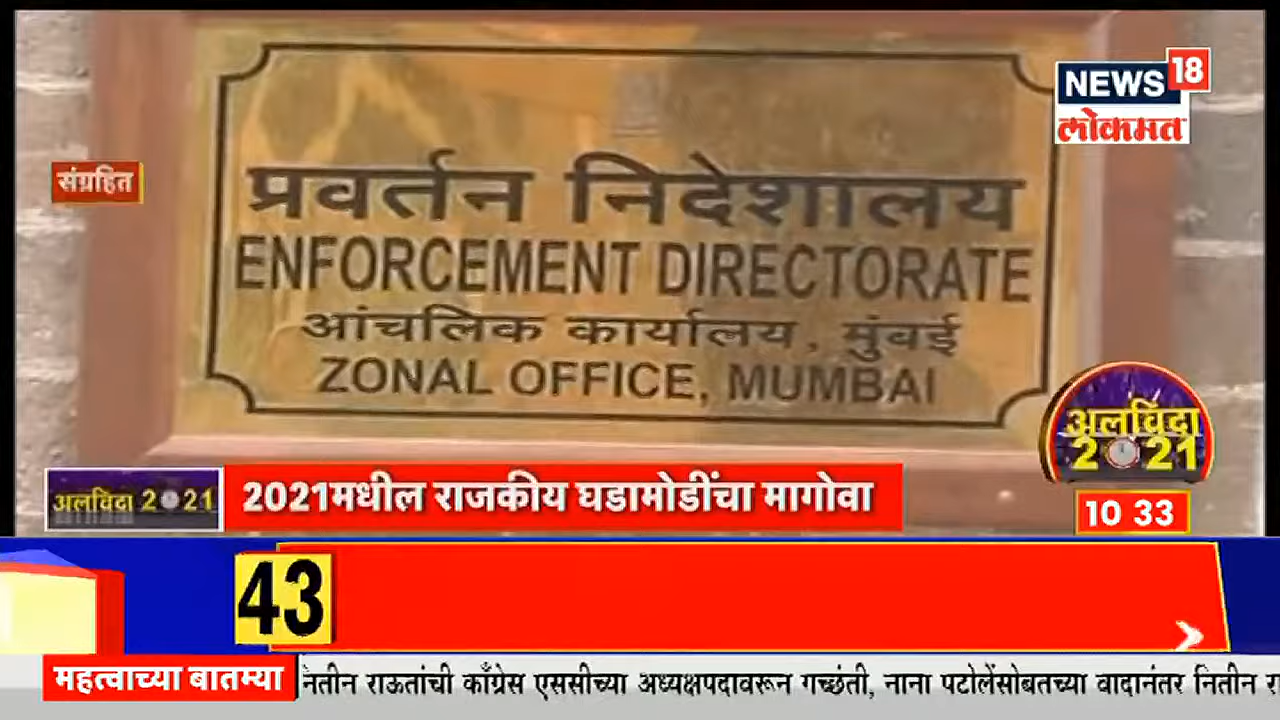 NEWS 18
लोकमत
संग्रहित
प्रवर्तन निदेशालय
ENFORCEMENT DIRECTORATE
आंचलिक कार्यालय, मुंबई
ZONAL OFFICE, MUMBAI
अलविदा
2021
अलविदा 2021
2021मधील राजकीय घडामोडींचा मागोवा
10 33
43
महत्वाच्या बातम्या
नितीन राऊतांची काँग्रेस एससीच्या अध्यक्षपदावरून गच्छंती, नाना पटोलेंसोबतच्या वादानंतर नितीन